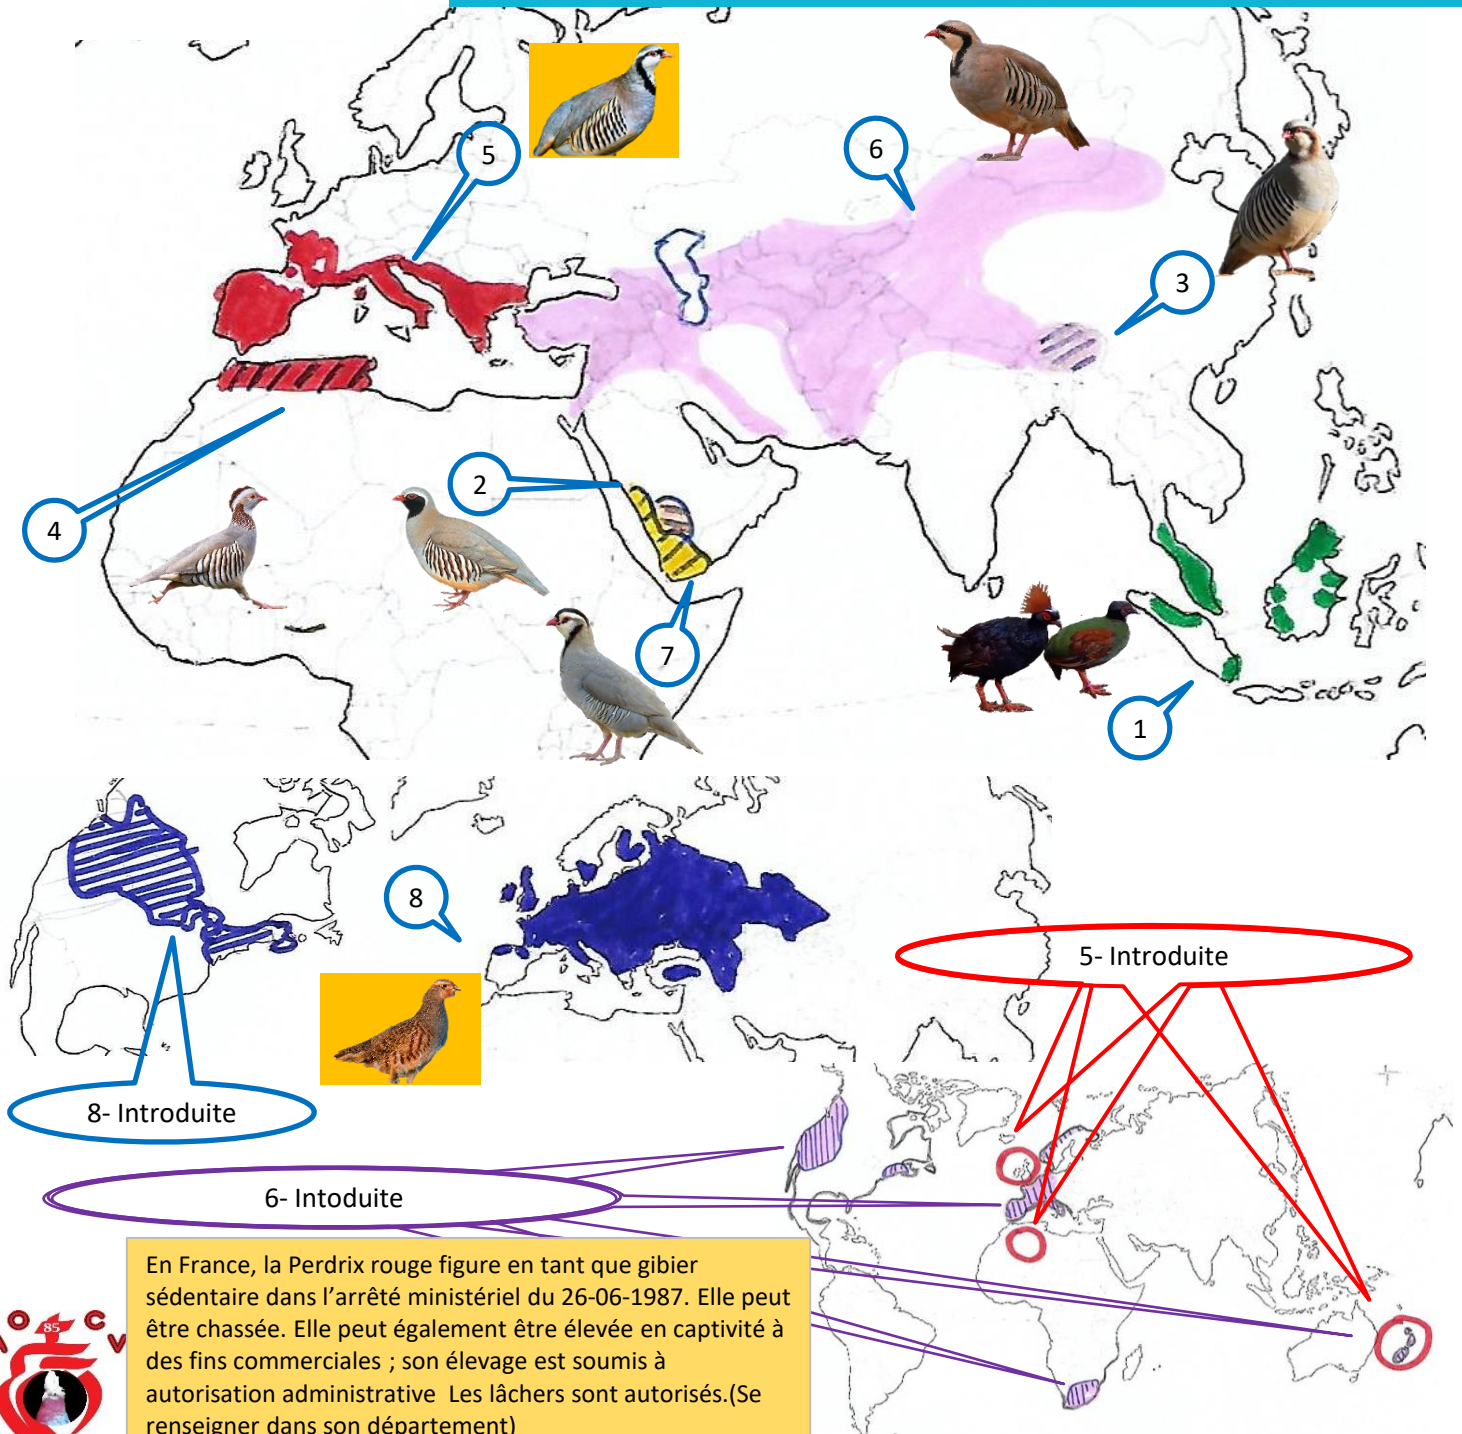 5
6
3
2
4
7
1
8
5- Introduite
8- Introduite
6- Intoduite
En France, la Perdrix rouge figure en tant que gibier
sédentaire dans l’arrêté ministériel du 26-06-1987. Elle peut
être chassée. Elle peut également être élevée en captivité à
des fins commerciales ; son élevage est soumis à
autorisation administrative  Les lâchers sont autorisés.(Se
renseigner dans son département)
O C
85
V